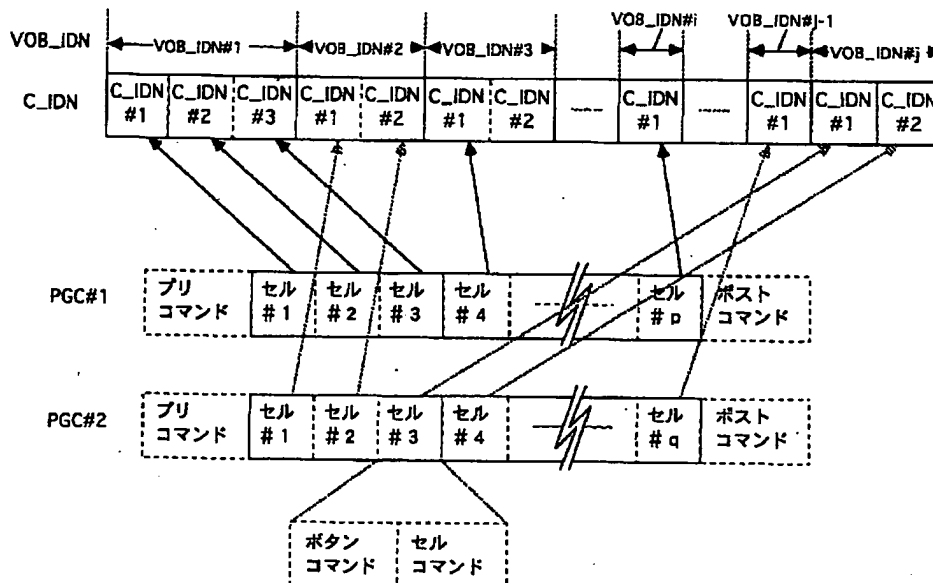 VOB_IDN#i VOB_IDN#j-1
VOB_IDN VOB_IDN#1 VOB_IDN#2 VOB_IDN#3 VOB_IDN#j
C_IDN C_IDN C_IDN C_IDN C_IDN C_IDN C_IDN C_IDN C_IDN C_IDN C_IDN C_IDN
#1 #2 #3 #1 #2 #1 #2 #1 #1 #1 #2
PGC#1 プリ セル セル セル セル セル ポスト
コマンド #1 #2 #3 #4 #p コマンド
PGC#2 プリ セル セル セル セル セル ポスト
コマンド #1 #2 #3 #4 #q コマンド
ボタン セル
コマンド コマンド